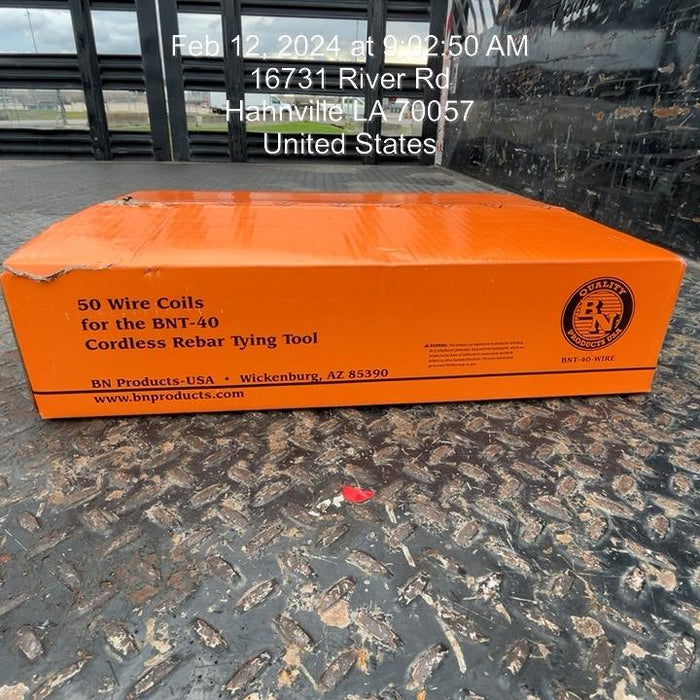 Feb 12, 2024 at 9:02:50 AM
16731 River Rd
Hahnville LA 70057
United States
50 Wire Coils
for the BNT-40
Cordless Rebar Tying Tool
BN Products-USA • Wickenburg, AZ 85390
www.bnproducts.com
WARNING:
QUALITY
BN
PRODUCTS USA
BNT-40-WIRE